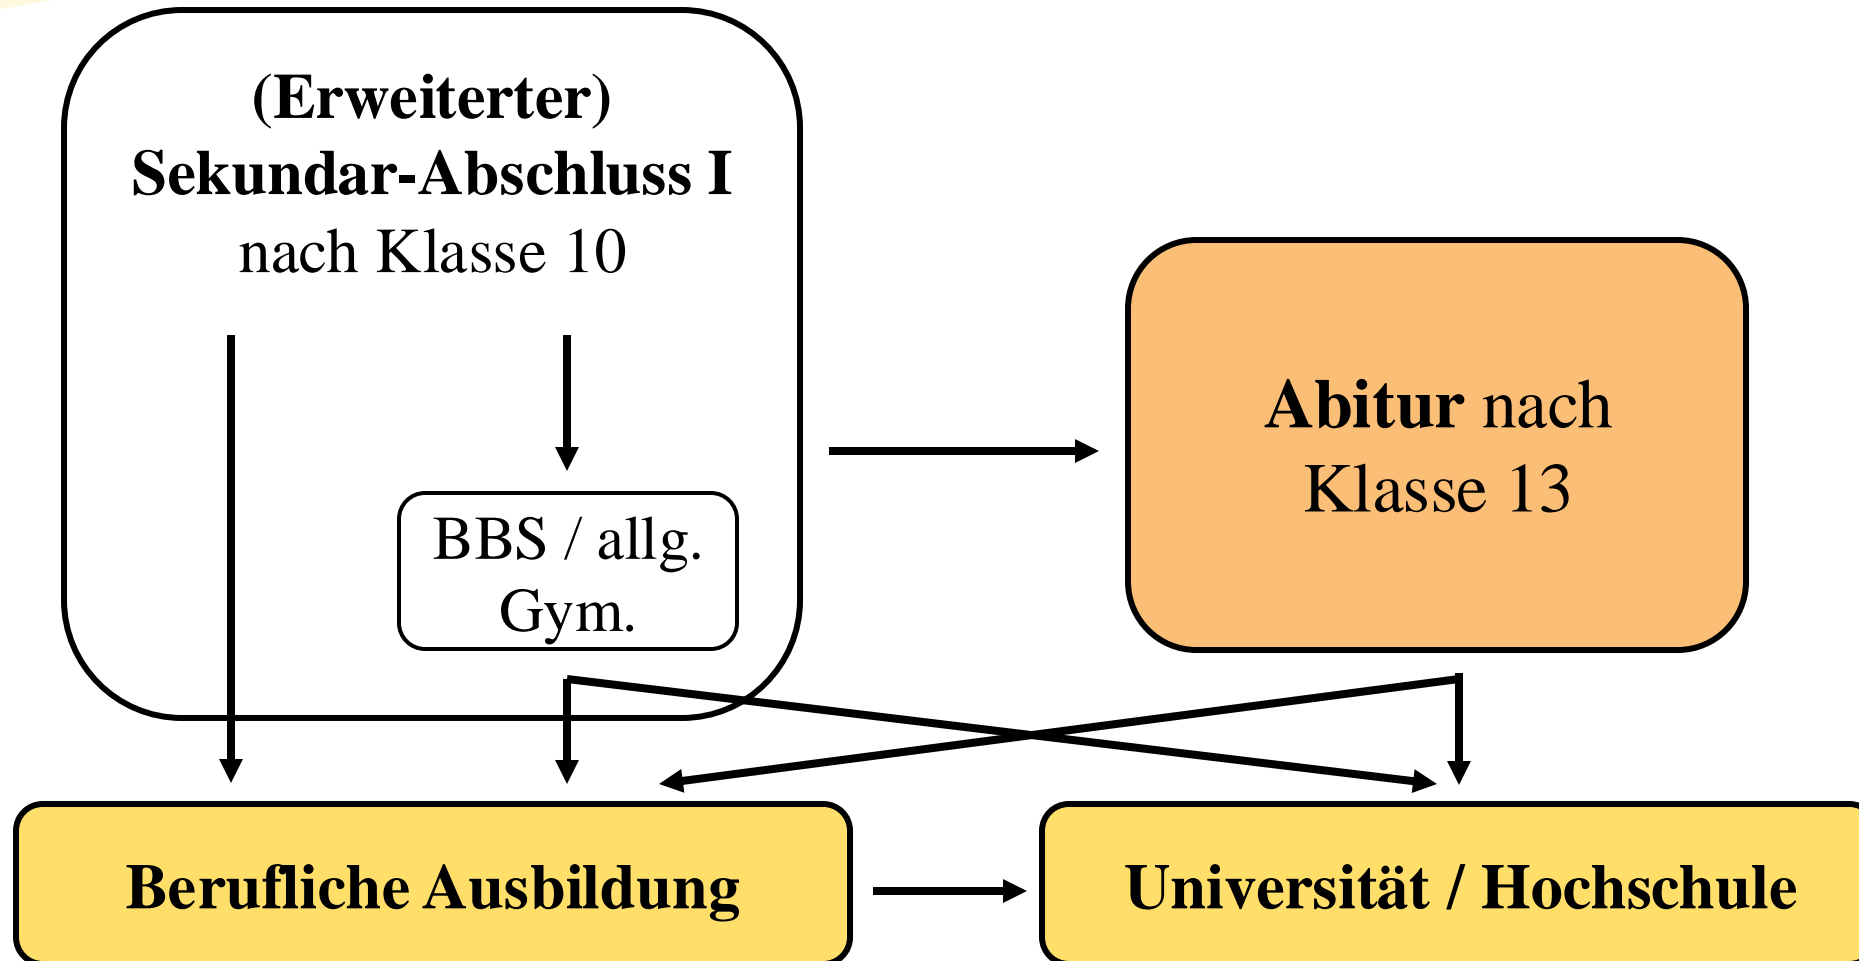 (Erweiterter)
Sekundar-Abschluss I
nach Klasse 10
BBS / allg.
Gym.
Abitur nach
Klasse 13
Berufliche Ausbildung
Universität / Hochschule